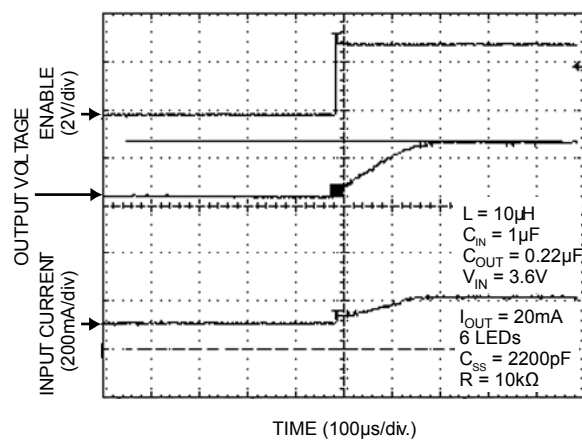 ENABLE
(2V/div)
OUTPUT VOLTAGE
INPUT CURRENT
(200mA/div)
L = 10µH
C_IN = 1µF
C_OUT = 0.22µF
V_IN = 3.6V
I_OUT = 20mA
6 LEDs
C_SS = 2200pF
R = 10kΩ
TIME (100µs/div.)